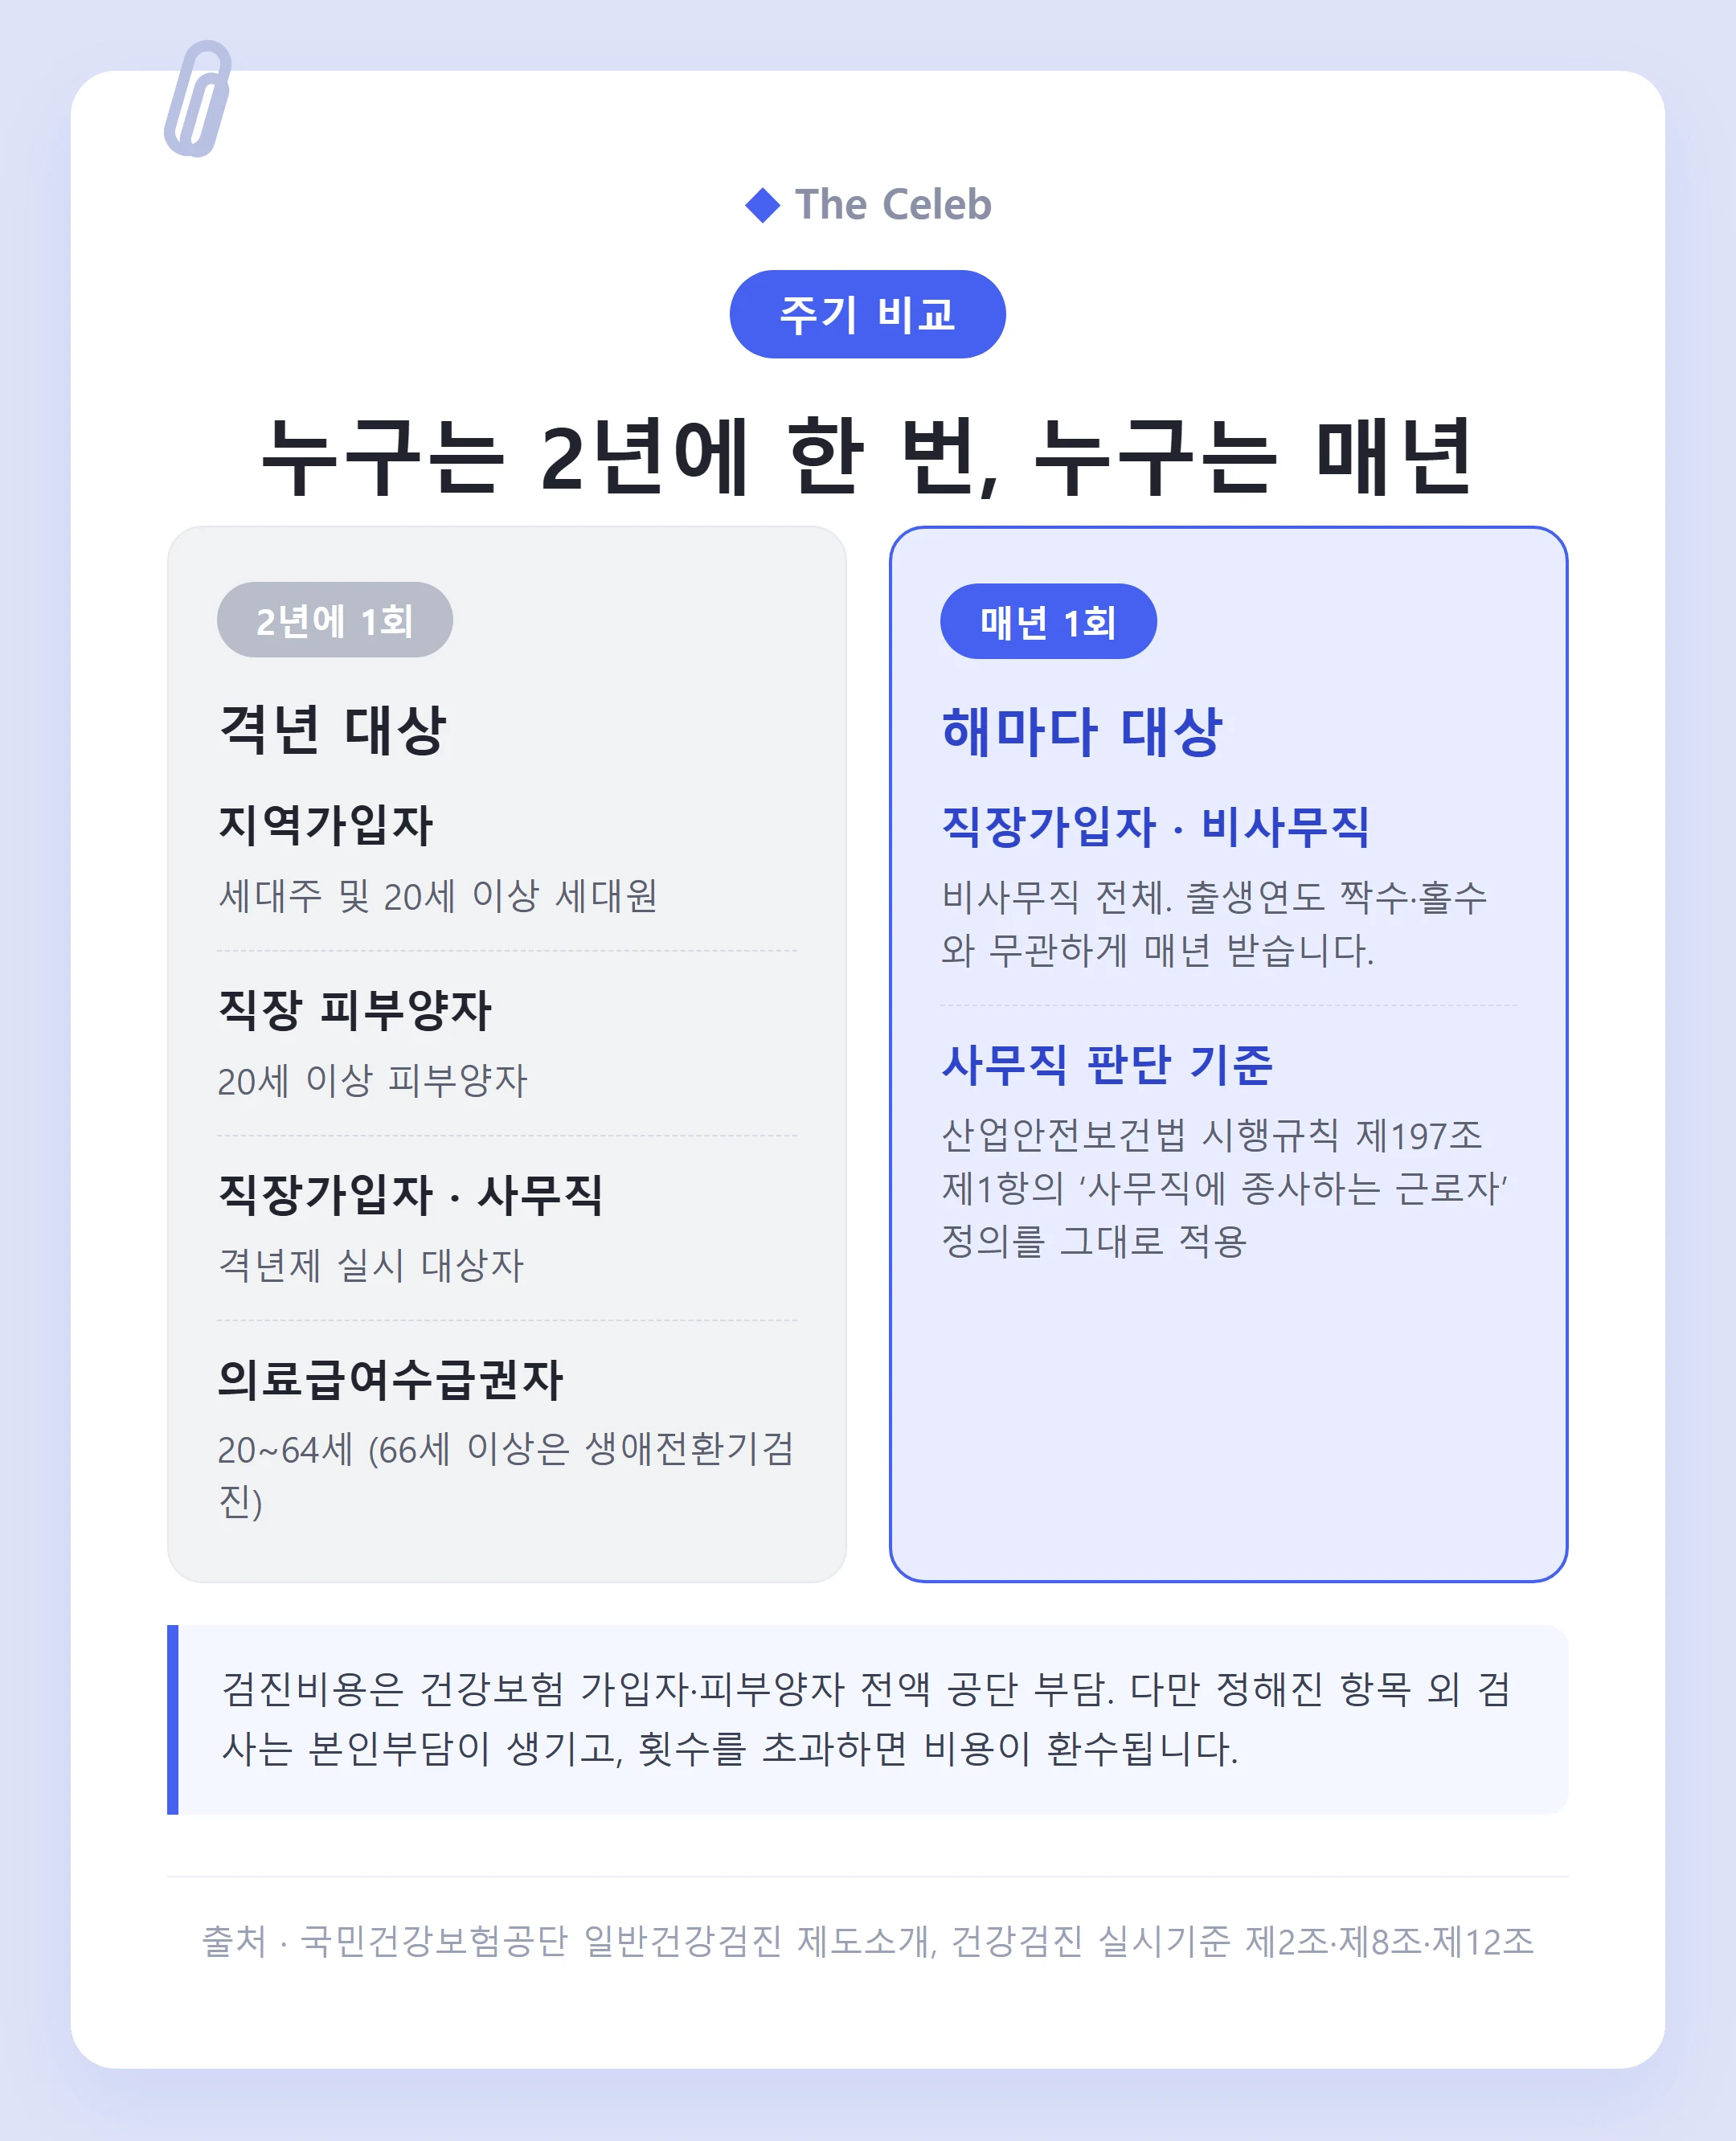 The Celeb
주기 비교
누구는 2년에 한 번, 누구는 매년
2년에 1회
격년 대상
지역가입자
세대주 및 20세 이상 세대원
직장 피부양자
20세 이상 피부양자
직장가입자 · 사무직
격년제 실시 대상자
의료급여수급권자
20~64세 (66세 이상은 생애전환기검
진)
매년 1회
해마다 대상
직장가입자 · 비사무직
비사무직 전체. 출생연도 짝수·홀수
와 무관하게 매년 받습니다.
사무직 판단 기준
산업안전보건법 시행규칙 제197조
제1항의 ‘사무직에 종사하는 근로자’
정의를 그대로 적용
검진비용은 건강보험 가입자·피부양자 전액 공단 부담. 다만 정해진 항목 외 검
사는 본인부담이 생기고, 횟수를 초과하면 비용이 환수됩니다.
출처 · 국민건강보험공단 일반건강검진 제도소개, 건강검진 실시기준 제2조·제8조·제12조